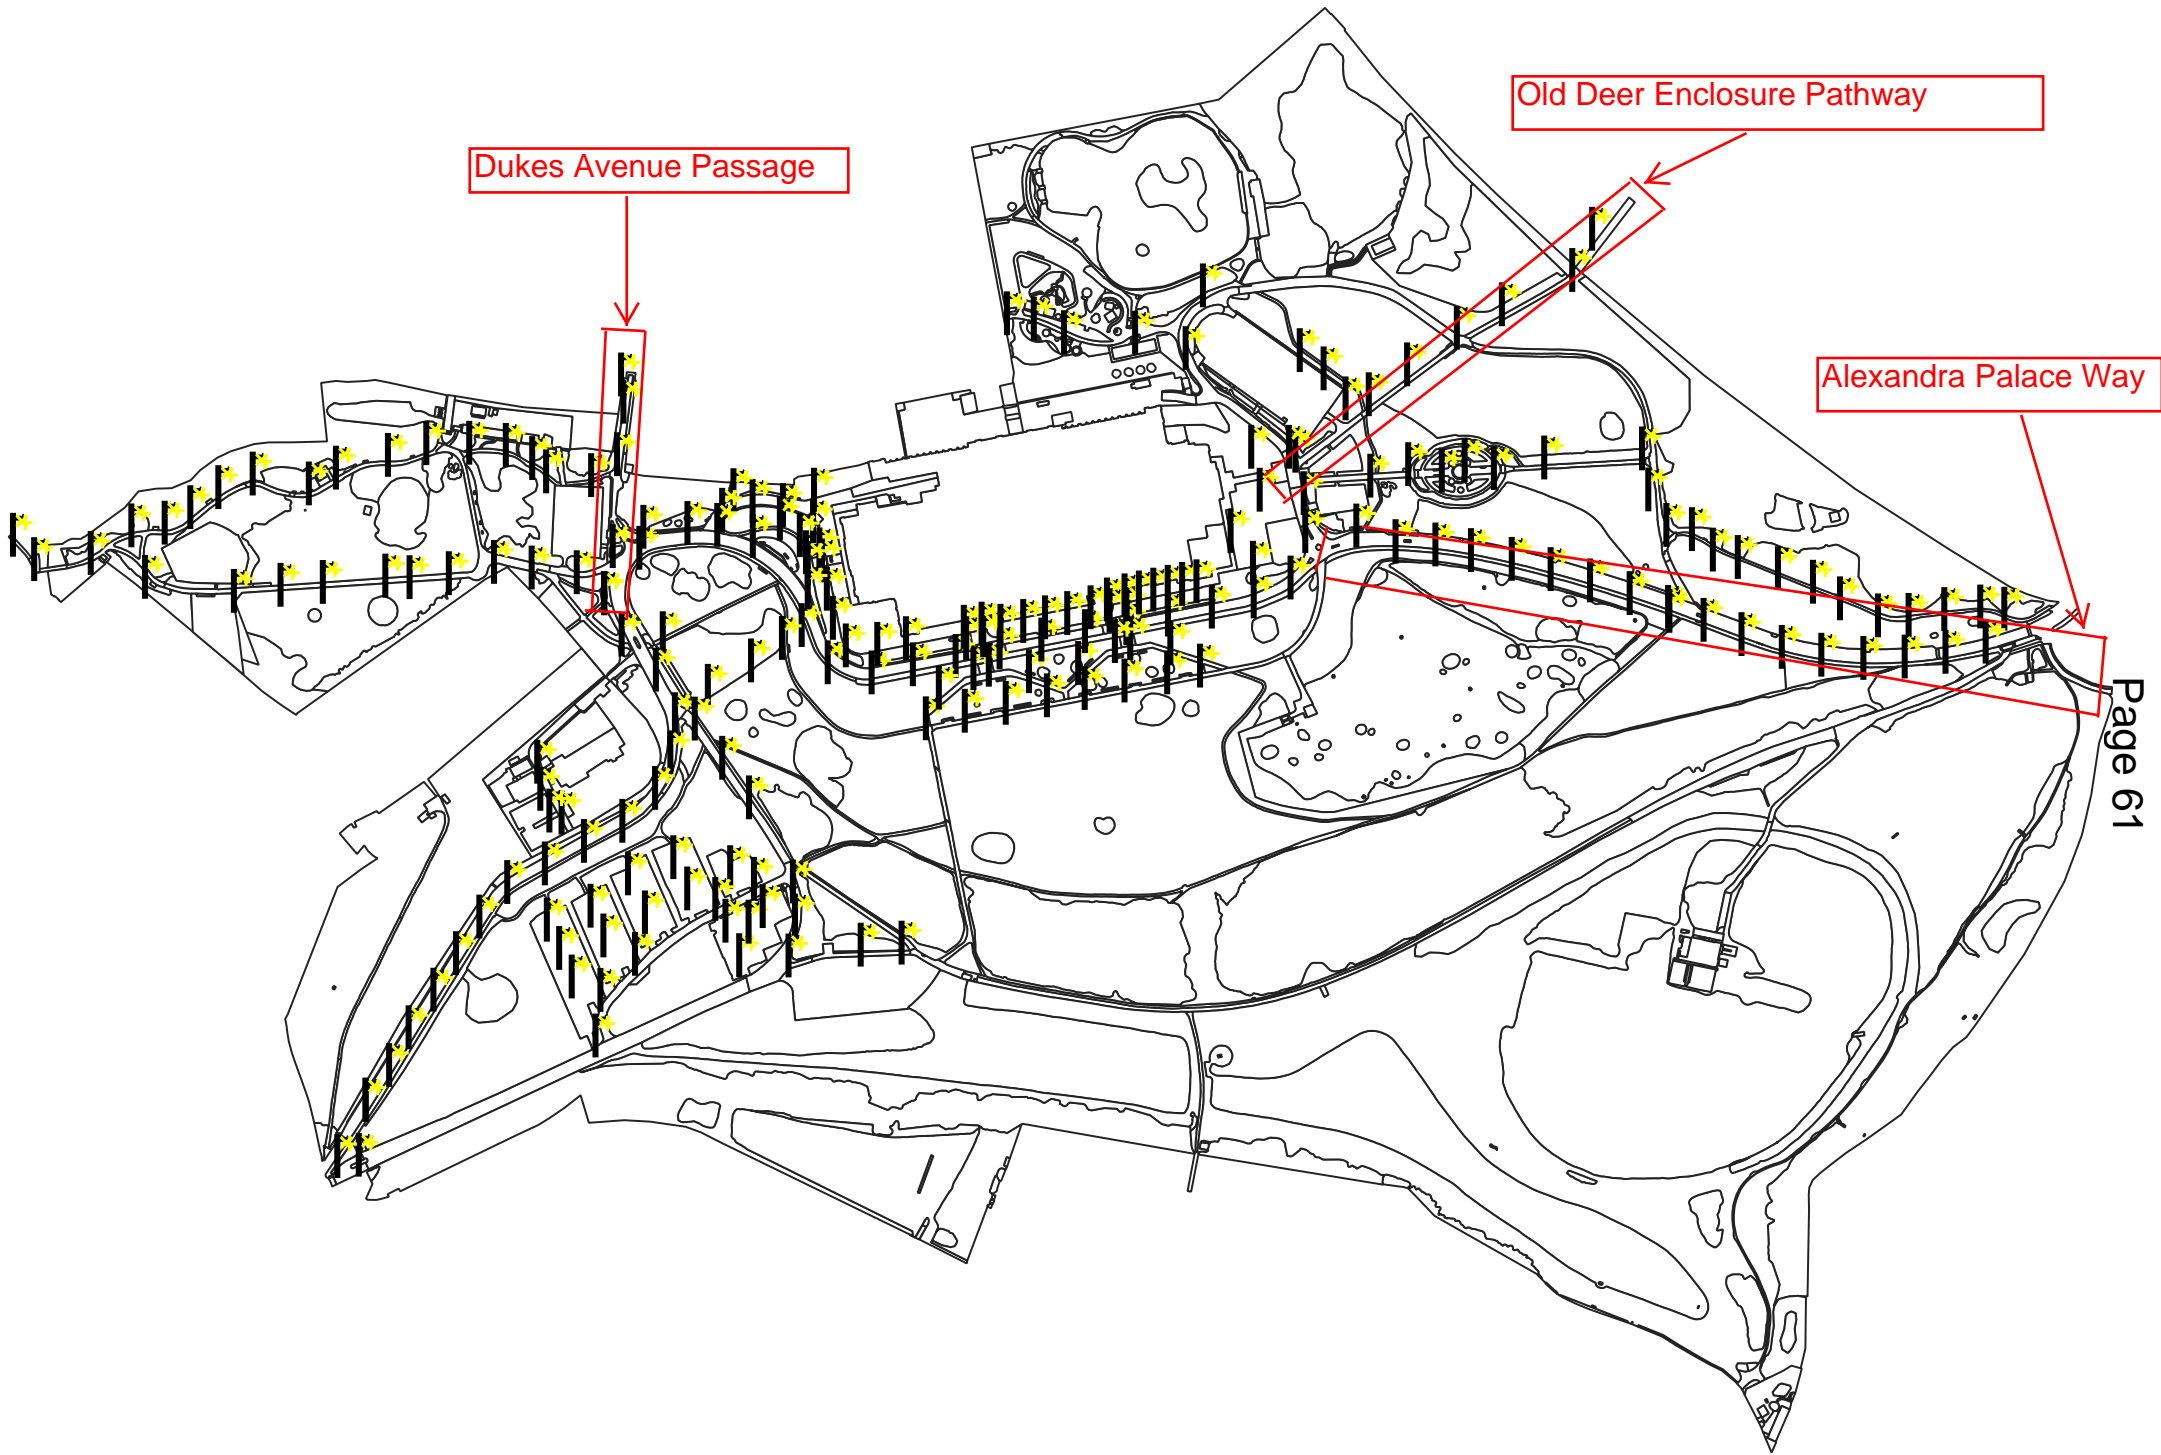 Old Deer Enclosure Pathway
Dukes Avenue Passage
Alexandra Palace Way
Page 61